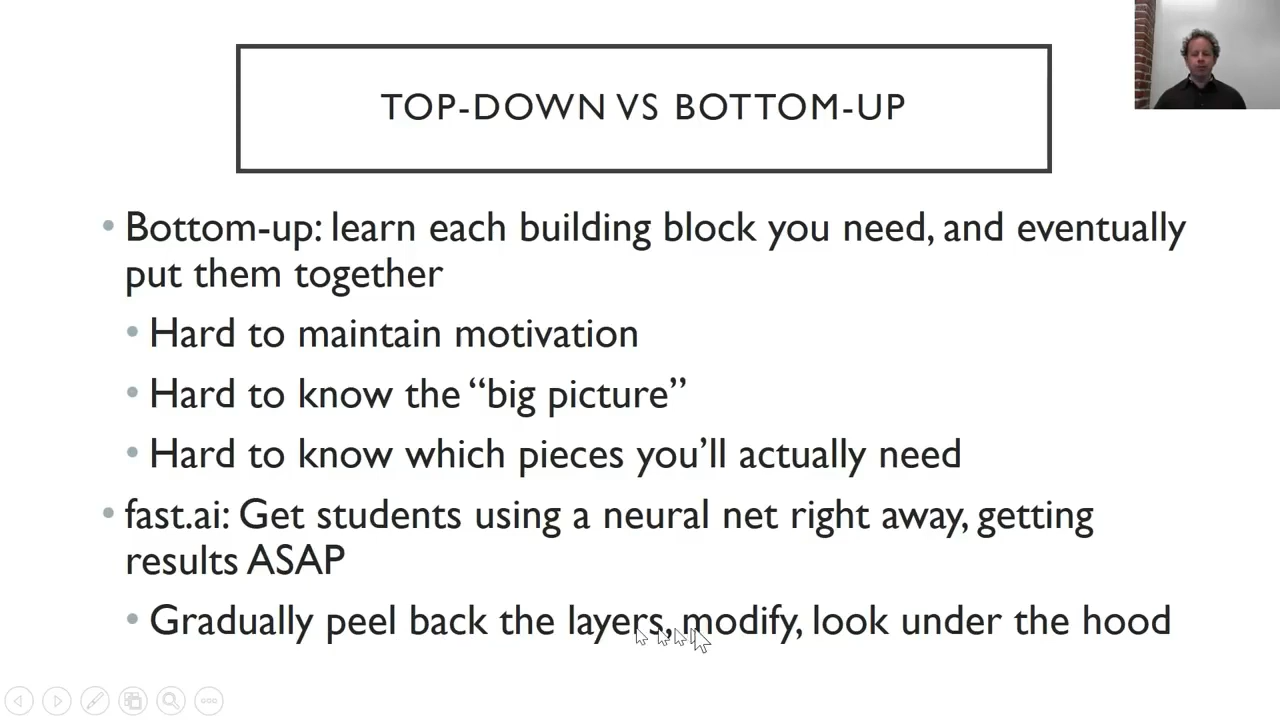 TOP-DOWN VS BOTTOM-UP
• Bottom-up: learn each building block you need, and eventually
put them together
• Hard to maintain motivation
• Hard to know the “big picture”
• Hard to know which pieces you’ll actually need
• fast.ai: Get students using a neural net right away, getting
results ASAP
• Gradually peel back the layers, modify, look under the hood